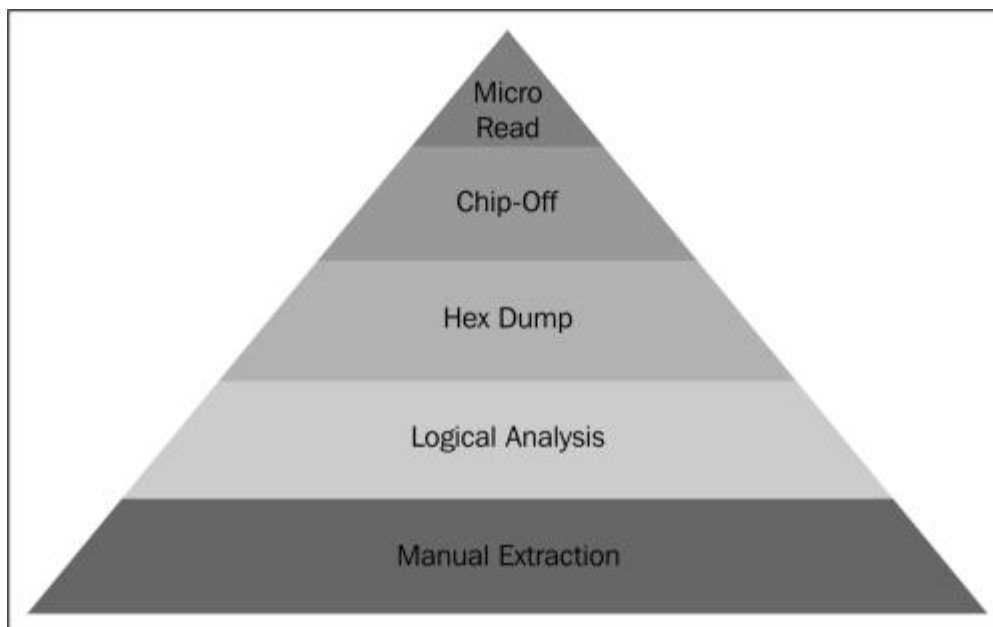 Micro
Read
Chip-Off
Hex Dump
Logical Analysis
Manual Extraction